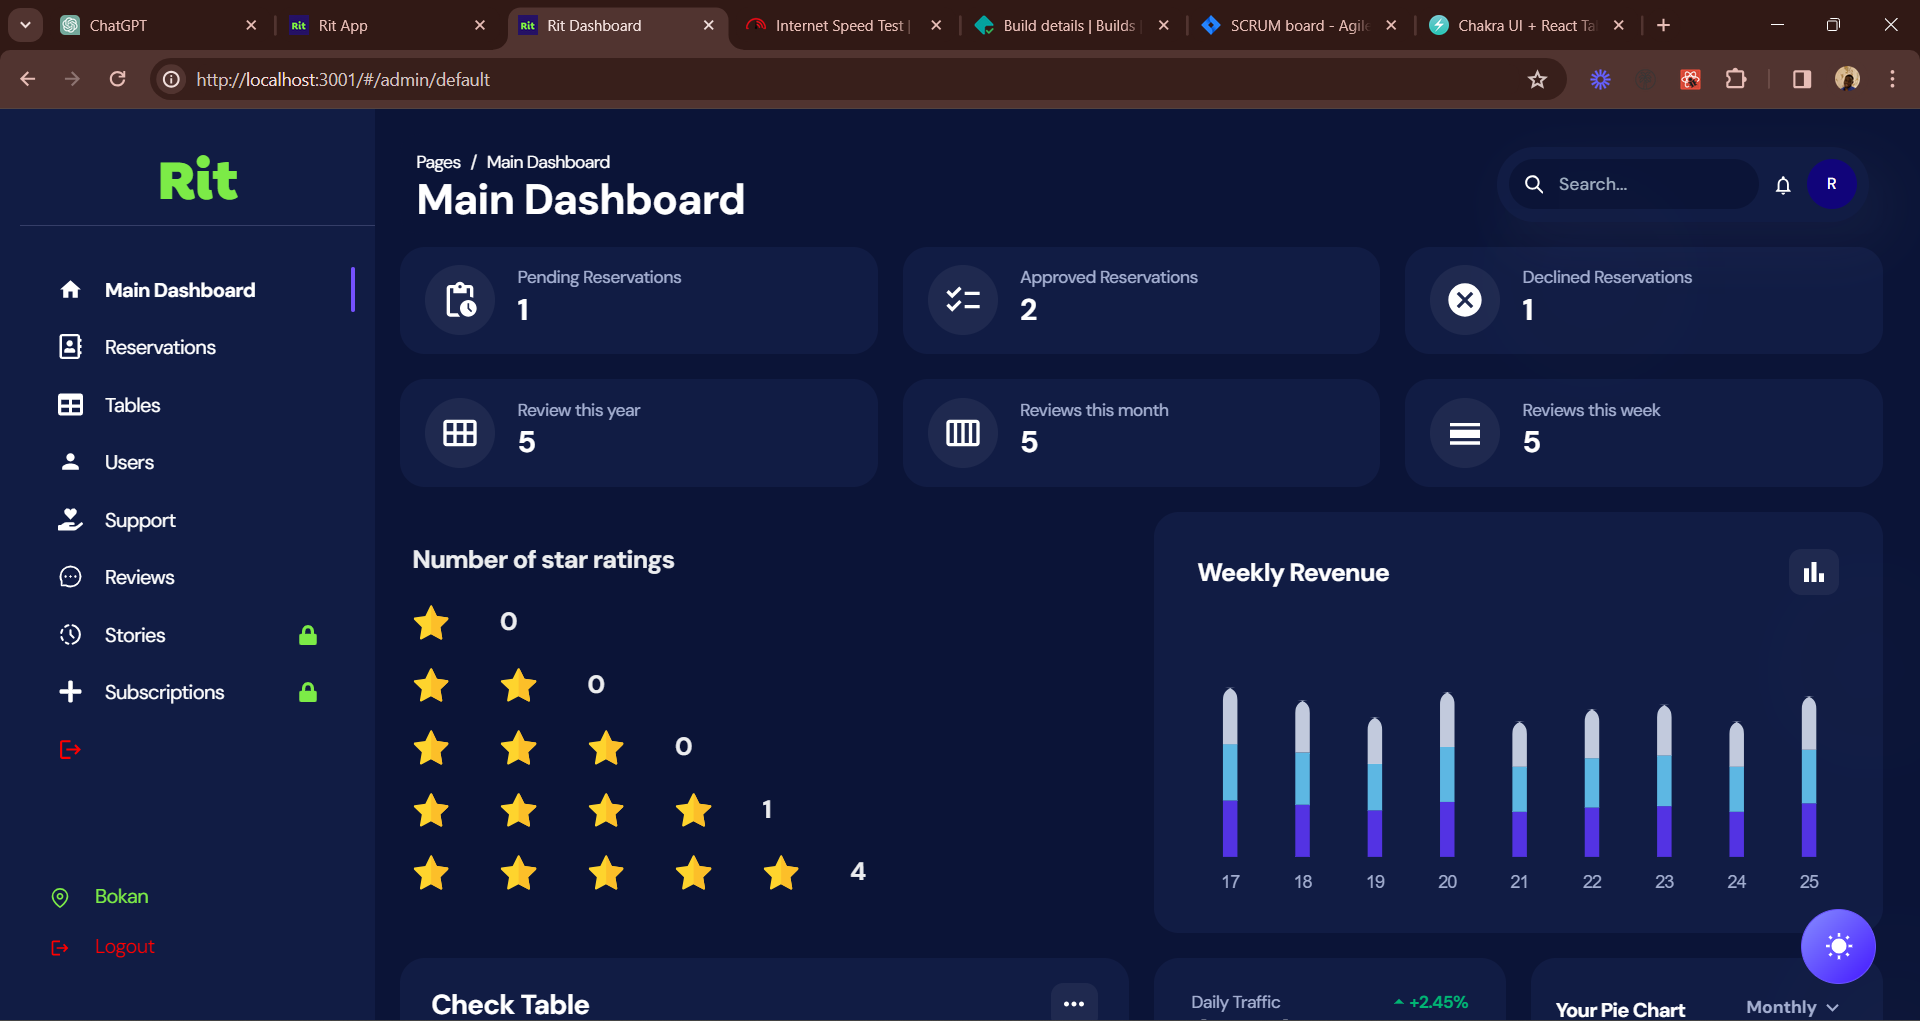 ChatGPT
Rit Rit App
Rit Rit Dashboard
Internet Speed Test |
Build details | Builds
SCRUM board - Agile
Chakra UI + React Ta
http://localhost:3001/#/admin/default
Rit
Main Dashboard
Reservations
Tables
Users
Support
Reviews
Stories
Subscriptions
Bokan
Logout
Pages / Main Dashboard
Main Dashboard
Search...
R
Pending Reservations
1
Approved Reservations
2
Declined Reservations
1
Review this year
5
Reviews this month
5
Reviews this week
5
Number of star ratings
0
0
0
1
4
Weekly Revenue
17 18 19 20 21 22 23 24 25
Check Table
Daily Traffic
+2.45%
Your Pie Chart
Monthly